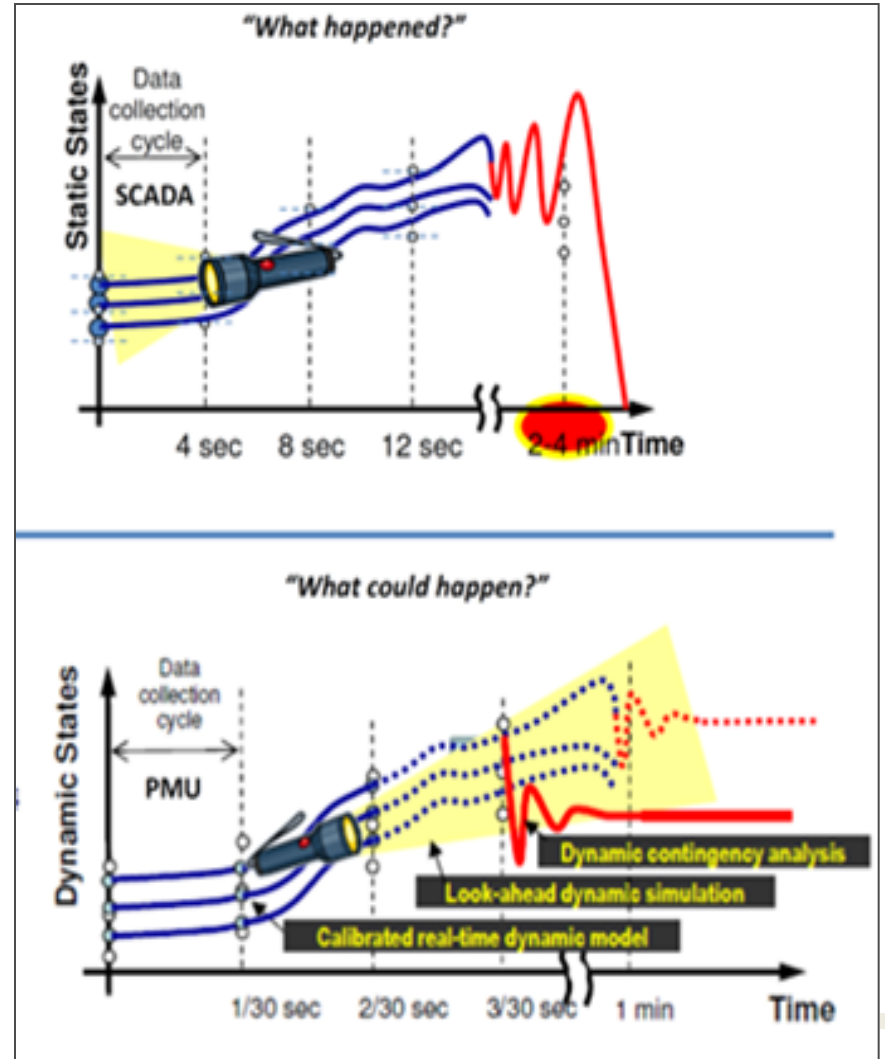 "What happened?"
Static States
Data
collection
cycle
SCADA
4 sec
8 sec
12 sec
2-4 min
Time
"What could happen?"
Dynamic States
Data
collection
cycle
PMU
Dynamic contingency analysis
Look-ahead dynamic simulation
Calibrated real-time dynamic model
1/30 sec
2/30 sec
3/30 sec
1 min
Time